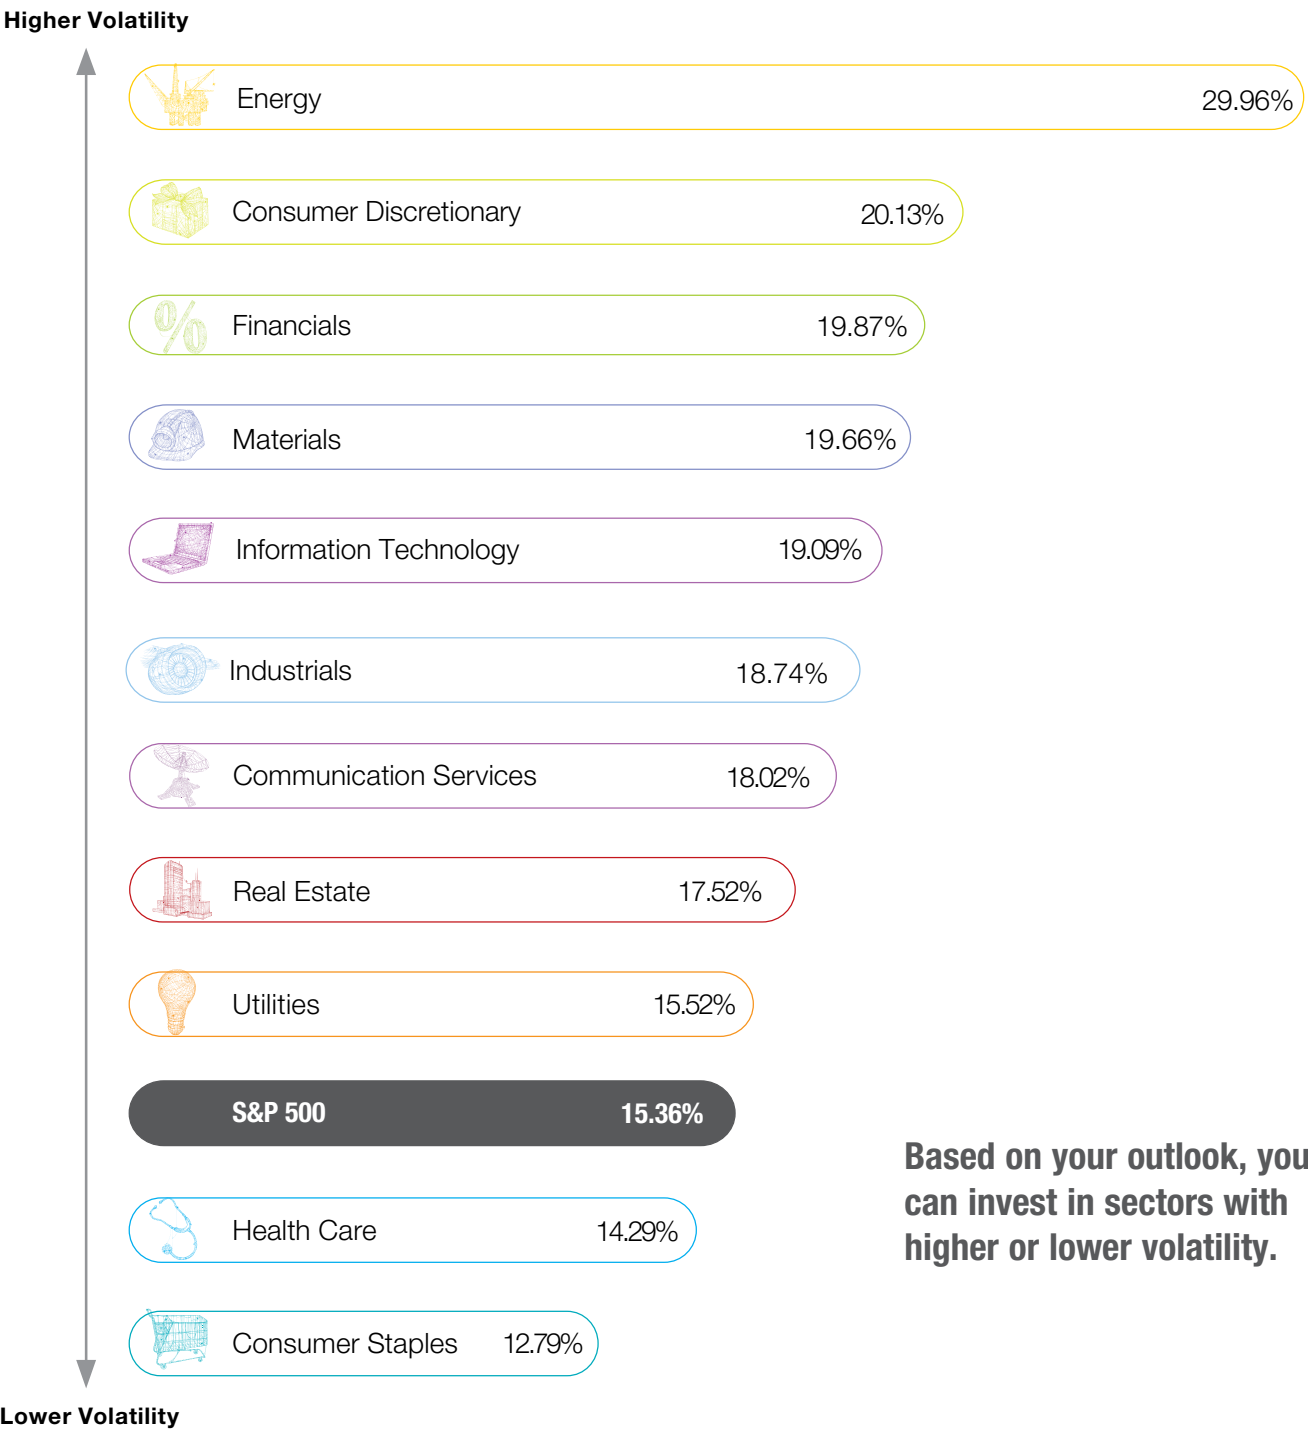 Higher Volatility
Energy 29.96%
Consumer Discretionary 20.13%
Financials 19.87%
Materials 19.66%
Information Technology 19.09%
Industrials 18.74%
Communication Services 18.02%
Real Estate 17.52%
Utilities 15.52%
S&P 500 15.36%
Based on your outlook, you
can invest in sectors with
higher or lower volatility.
Health Care 14.29%
Consumer Staples 12.79%
Lower Volatility